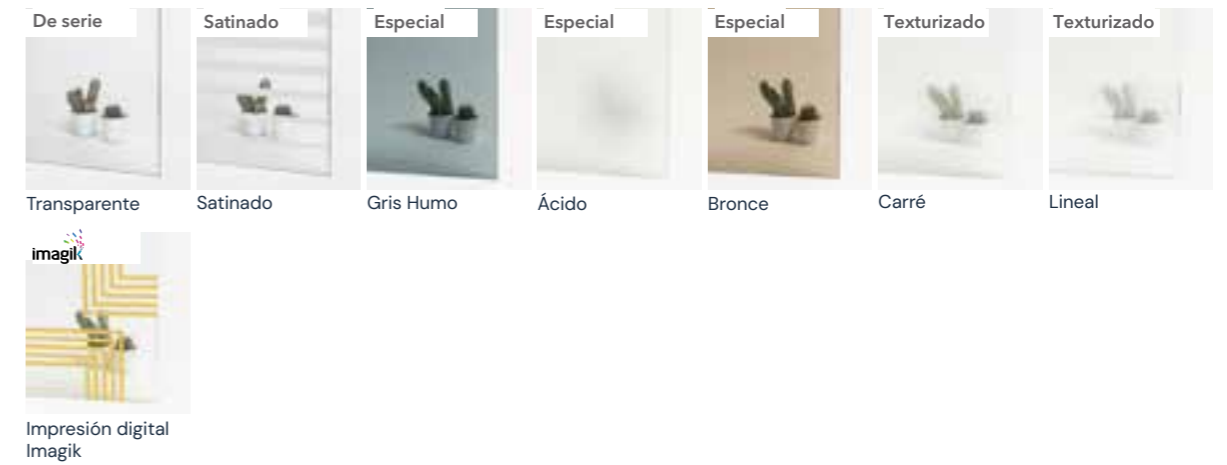 De serie
Satinado
Especial
Especial
Especial
Texturizado
Texturizado
Transparente
Satinado
Gris Humo
Ácido
Bronce
Carré
Lineal
imagik
Impresión digital
Imagik